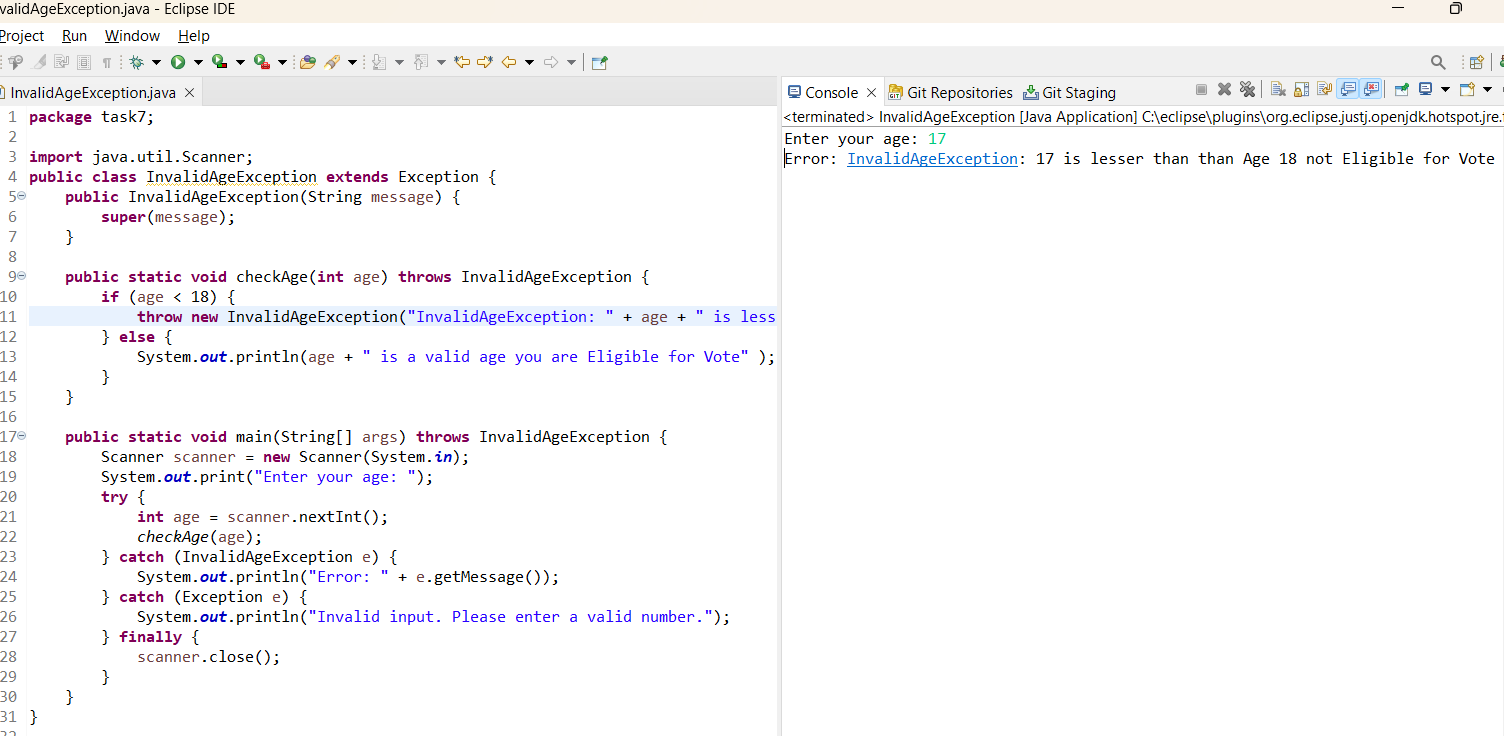 validAgeException.java - Eclipse IDE
Project Run Window Help
InvalidAgeException.java
1 package task7;
2
3 import java.util.Scanner;
4 public class InvalidAgeException extends Exception {
5 public InvalidAgeException(String message) {
6 super(message);
7 }
8
9 public static void checkAge(int age) throws InvalidAgeException {
10 if (age < 18) {
11 throw new InvalidAgeException("InvalidAgeException: " + age + " is less
12 } else {
13 System.out.println(age + " is a valid age you are Eligible for Vote" );
14 }
15 }
16
17 public static void main(String[] args) throws InvalidAgeException {
18 Scanner scanner = new Scanner(System.in);
19 System.out.print("Enter your age: ");
20 try {
21 int age = scanner.nextInt();
22 checkAge(age);
23 } catch (InvalidAgeException e) {
24 System.out.println("Error: " + e.getMessage());
25 } catch (Exception e) {
26 System.out.println("Invalid input. Please enter a valid number.");
27 } finally {
28 scanner.close();
29 }
30 }
31 }
Console Git Repositories Git Staging
<terminated> InvalidAgeException [Java Application] C:\eclipse\plugins\org.eclipse.justj.openjdk.hotspot.jre.
Enter your age: 17
Error: InvalidAgeException: 17 is lesser than than Age 18 not Eligible for Vote